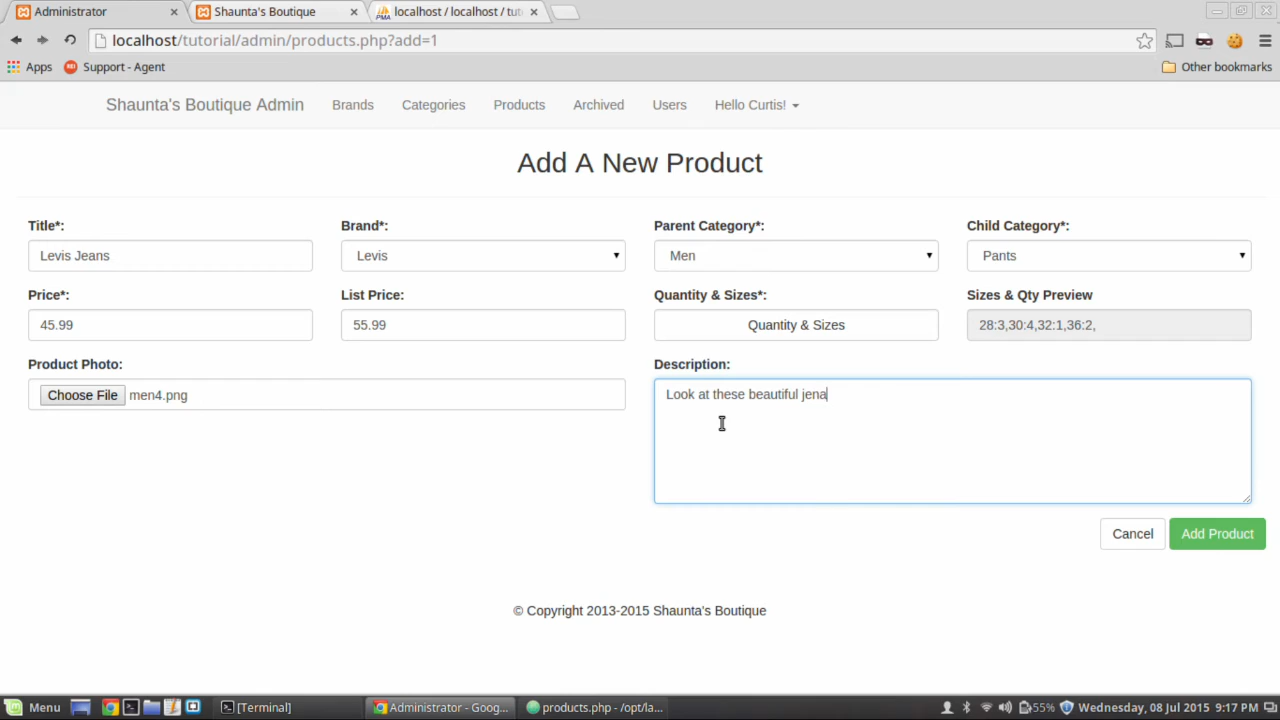 Administrator
Shaunta's Boutique
localhost / localhost / tut
localhost/tutorial/admin/products.php?add=1
Apps
Support - Agent
Other bookmarks
Shaunta's Boutique Admin Brands Categories Products Archived Users Hello Curtis!
Add A New Product
Title*: Brand*: Parent Category*: Child Category*:
Levis Jeans Levis Men Pants
Price*: List Price: Quantity & Sizes*: Sizes & Qty Preview
45.99 55.99 Quantity & Sizes 28:3,30:4,32:1,36:2,
Product Photo: Description:
Choose File men4.png Look at these beautiful jena
Cancel Add Product
© Copyright 2013-2015 Shaunta's Boutique
Menu [Terminal] Administrator - Goog... products.php - /opt/la... 55% Wednesday, 08 Jul 2015 9:17 PM